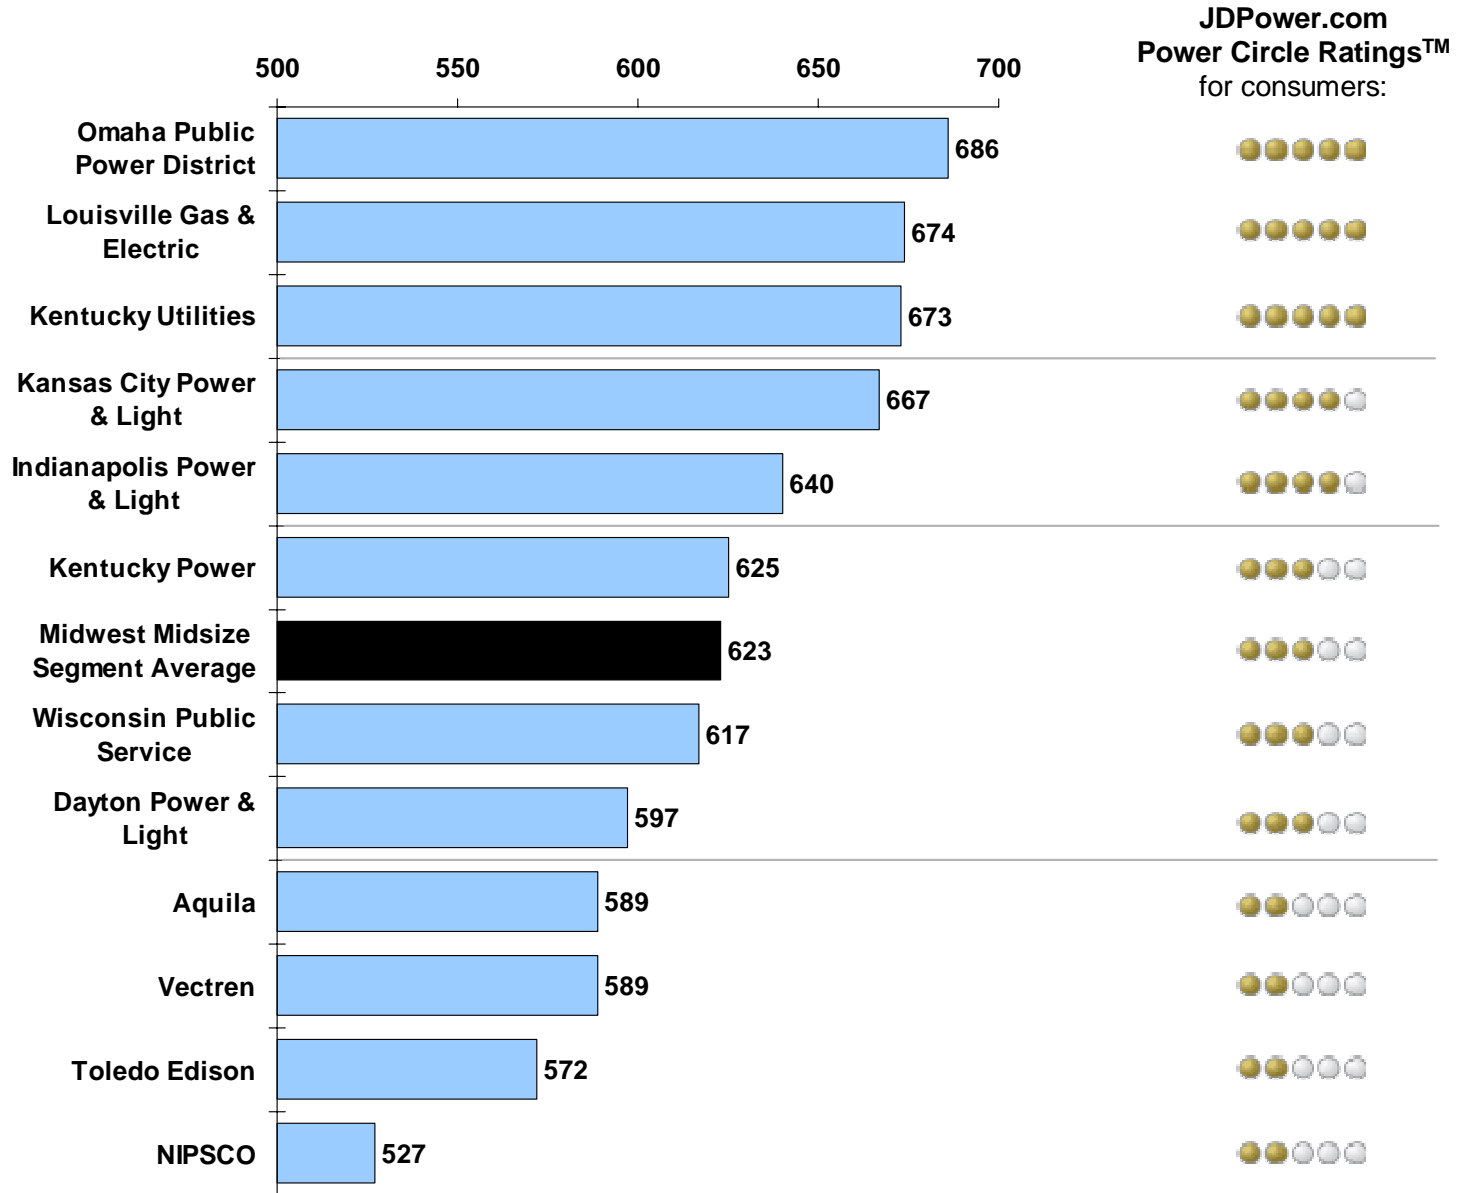 JDPower.com
Power Circle Ratings™
for consumers:
500 550 600 650 700
Omaha Public
Power District
686
Louisville Gas &
Electric
674
Kentucky Utilities
673
Kansas City Power
& Light
667
Indianapolis Power
& Light
640
Kentucky Power
625
Midwest Midsize
Segment Average
623
Wisconsin Public
Service
617
Dayton Power &
Light
597
Aquila
589
Vectren
589
Toledo Edison
572
NIPSCO
527